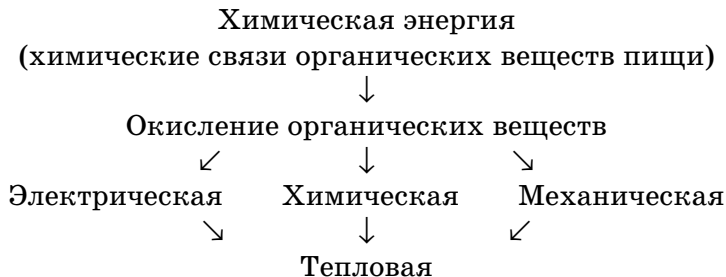 Химическая энергия
(химические связи органических веществ пищи)
↓
Окисление органических веществ
↙ ↓ ↘
Электрическая Химическая Механическая
↘ ↓ ↙
Тепловая